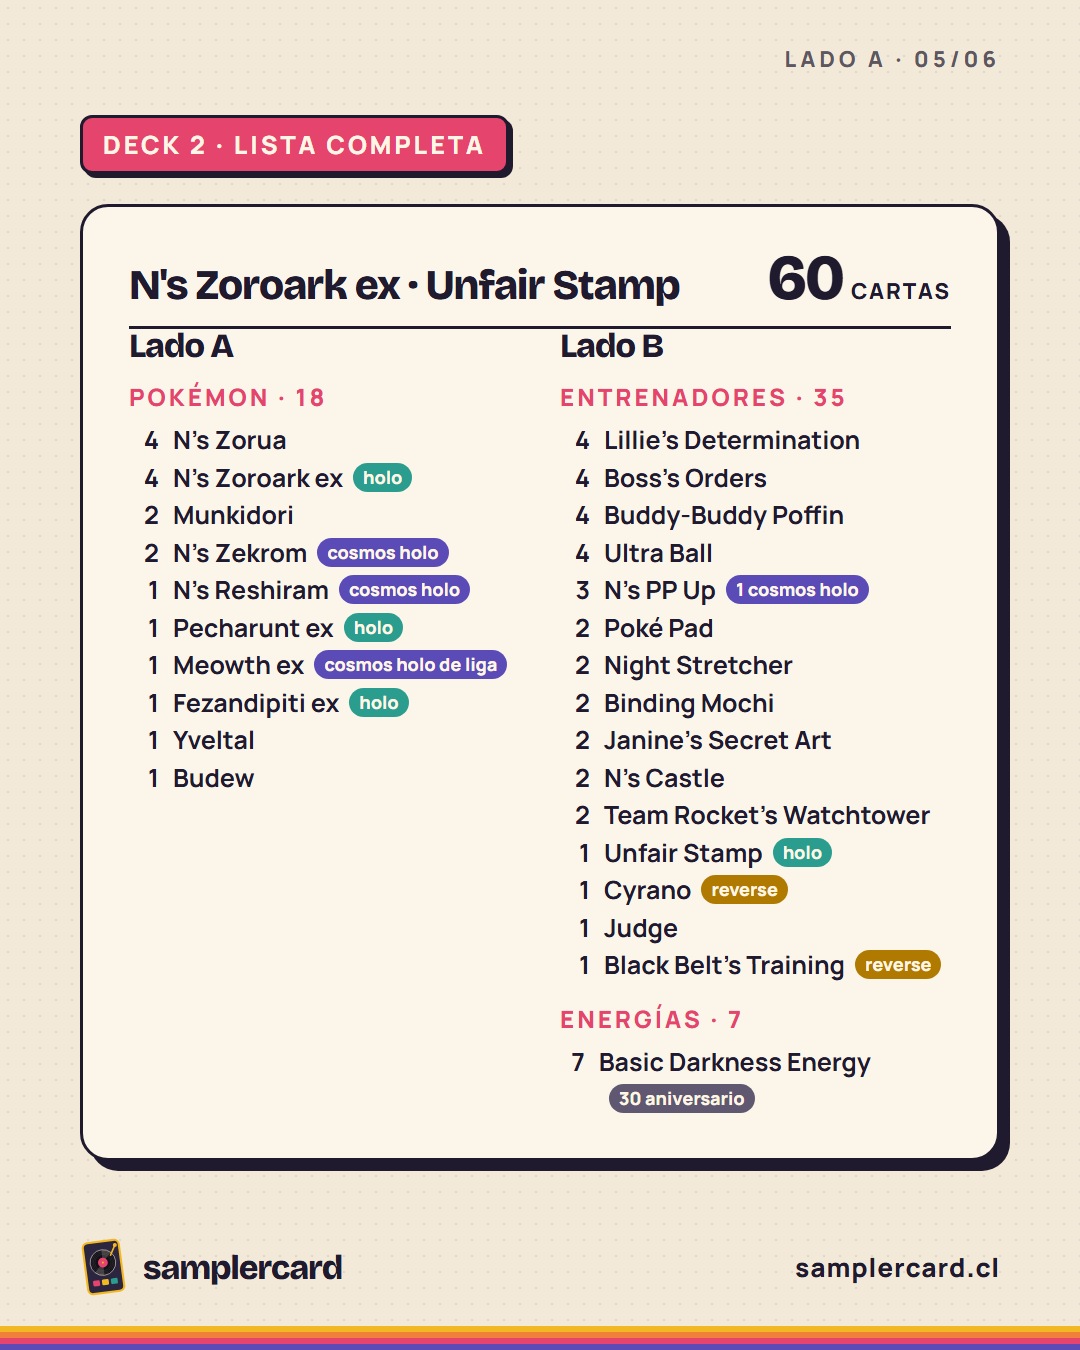 LADO A · 05/06
DECK 2 · LISTA COMPLETA
N's Zoroark ex · Unfair Stamp
60 CARTAS
Lado A
POKÉMON · 18
4 N’s Zorua
4 N’s Zoroark ex holo
2 Munkidori
2 N’s Zekrom cosmos holo
1 N’s Reshiram cosmos holo
1 Pecharunt ex holo
1 Meowth ex cosmos holo de liga
1 Fezandipiti ex holo
1 Yveltal
1 Budew
Lado B
ENTRENADORES · 35
4 Lillie’s Determination
4 Boss’s Orders
4 Buddy-Buddy Poffin
4 Ultra Ball
3 N’s PP Up 1 cosmos holo
2 Poké Pad
2 Night Stretcher
2 Binding Mochi
2 Janine’s Secret Art
2 N’s Castle
2 Team Rocket’s Watchtower
1 Unfair Stamp holo
1 Cyrano reverse
1 Judge
1 Black Belt’s Training reverse
ENERGÍAS · 7
7 Basic Darkness Energy
30 aniversario
samplercard
samplercard.cl